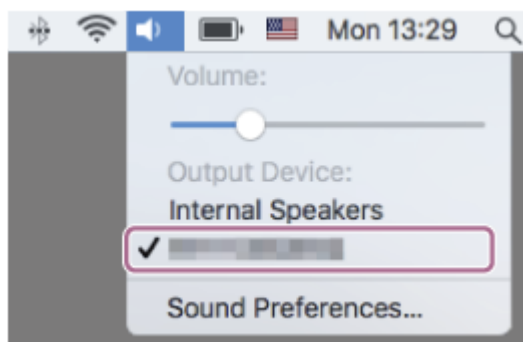 Mon 13:29
Volume:
Output Device:
Internal Speakers
Sound Preferences...